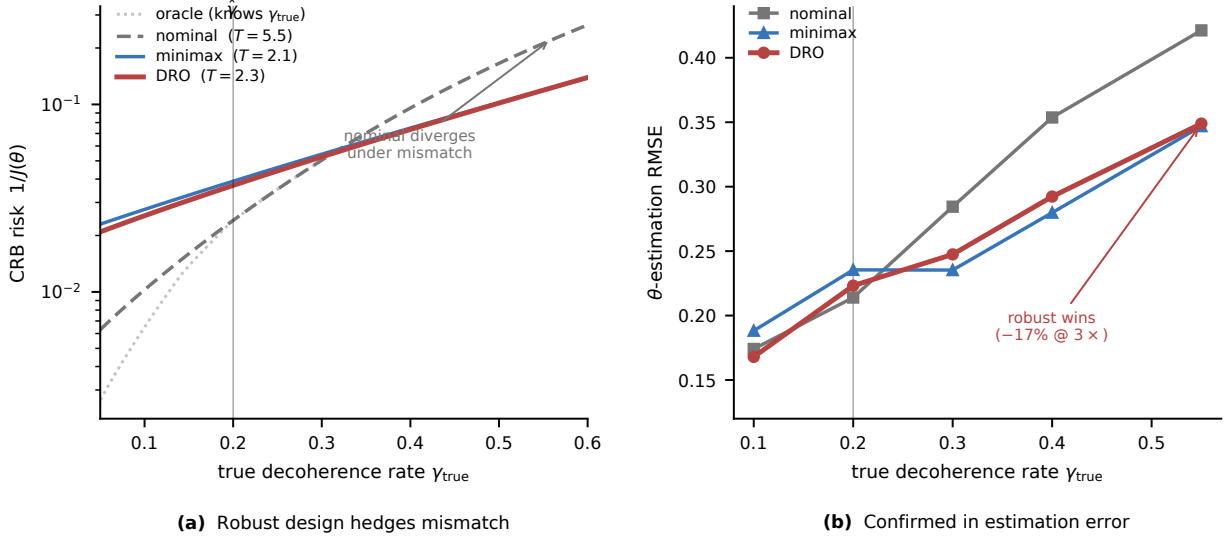 oracle (knows γtrue)
nominal (T = 5.5)
minimax (T = 2.1)
DRO (T = 2.3)
γ̂
10⁻¹
10⁻²
CRB risk 1/J(θ)
nominal diverges
under mismatch
0.1 0.2 0.3 0.4 0.5 0.6
true decoherence rate γtrue
(a) Robust design hedges mismatch
nominal
minimax
DRO
0.40
0.35
0.30
0.25
0.20
0.15
θ-estimation RMSE
robust wins
(−17% @ 3 ×)
0.1 0.2 0.3 0.4 0.5
true decoherence rate γtrue
(b) Confirmed in estimation error